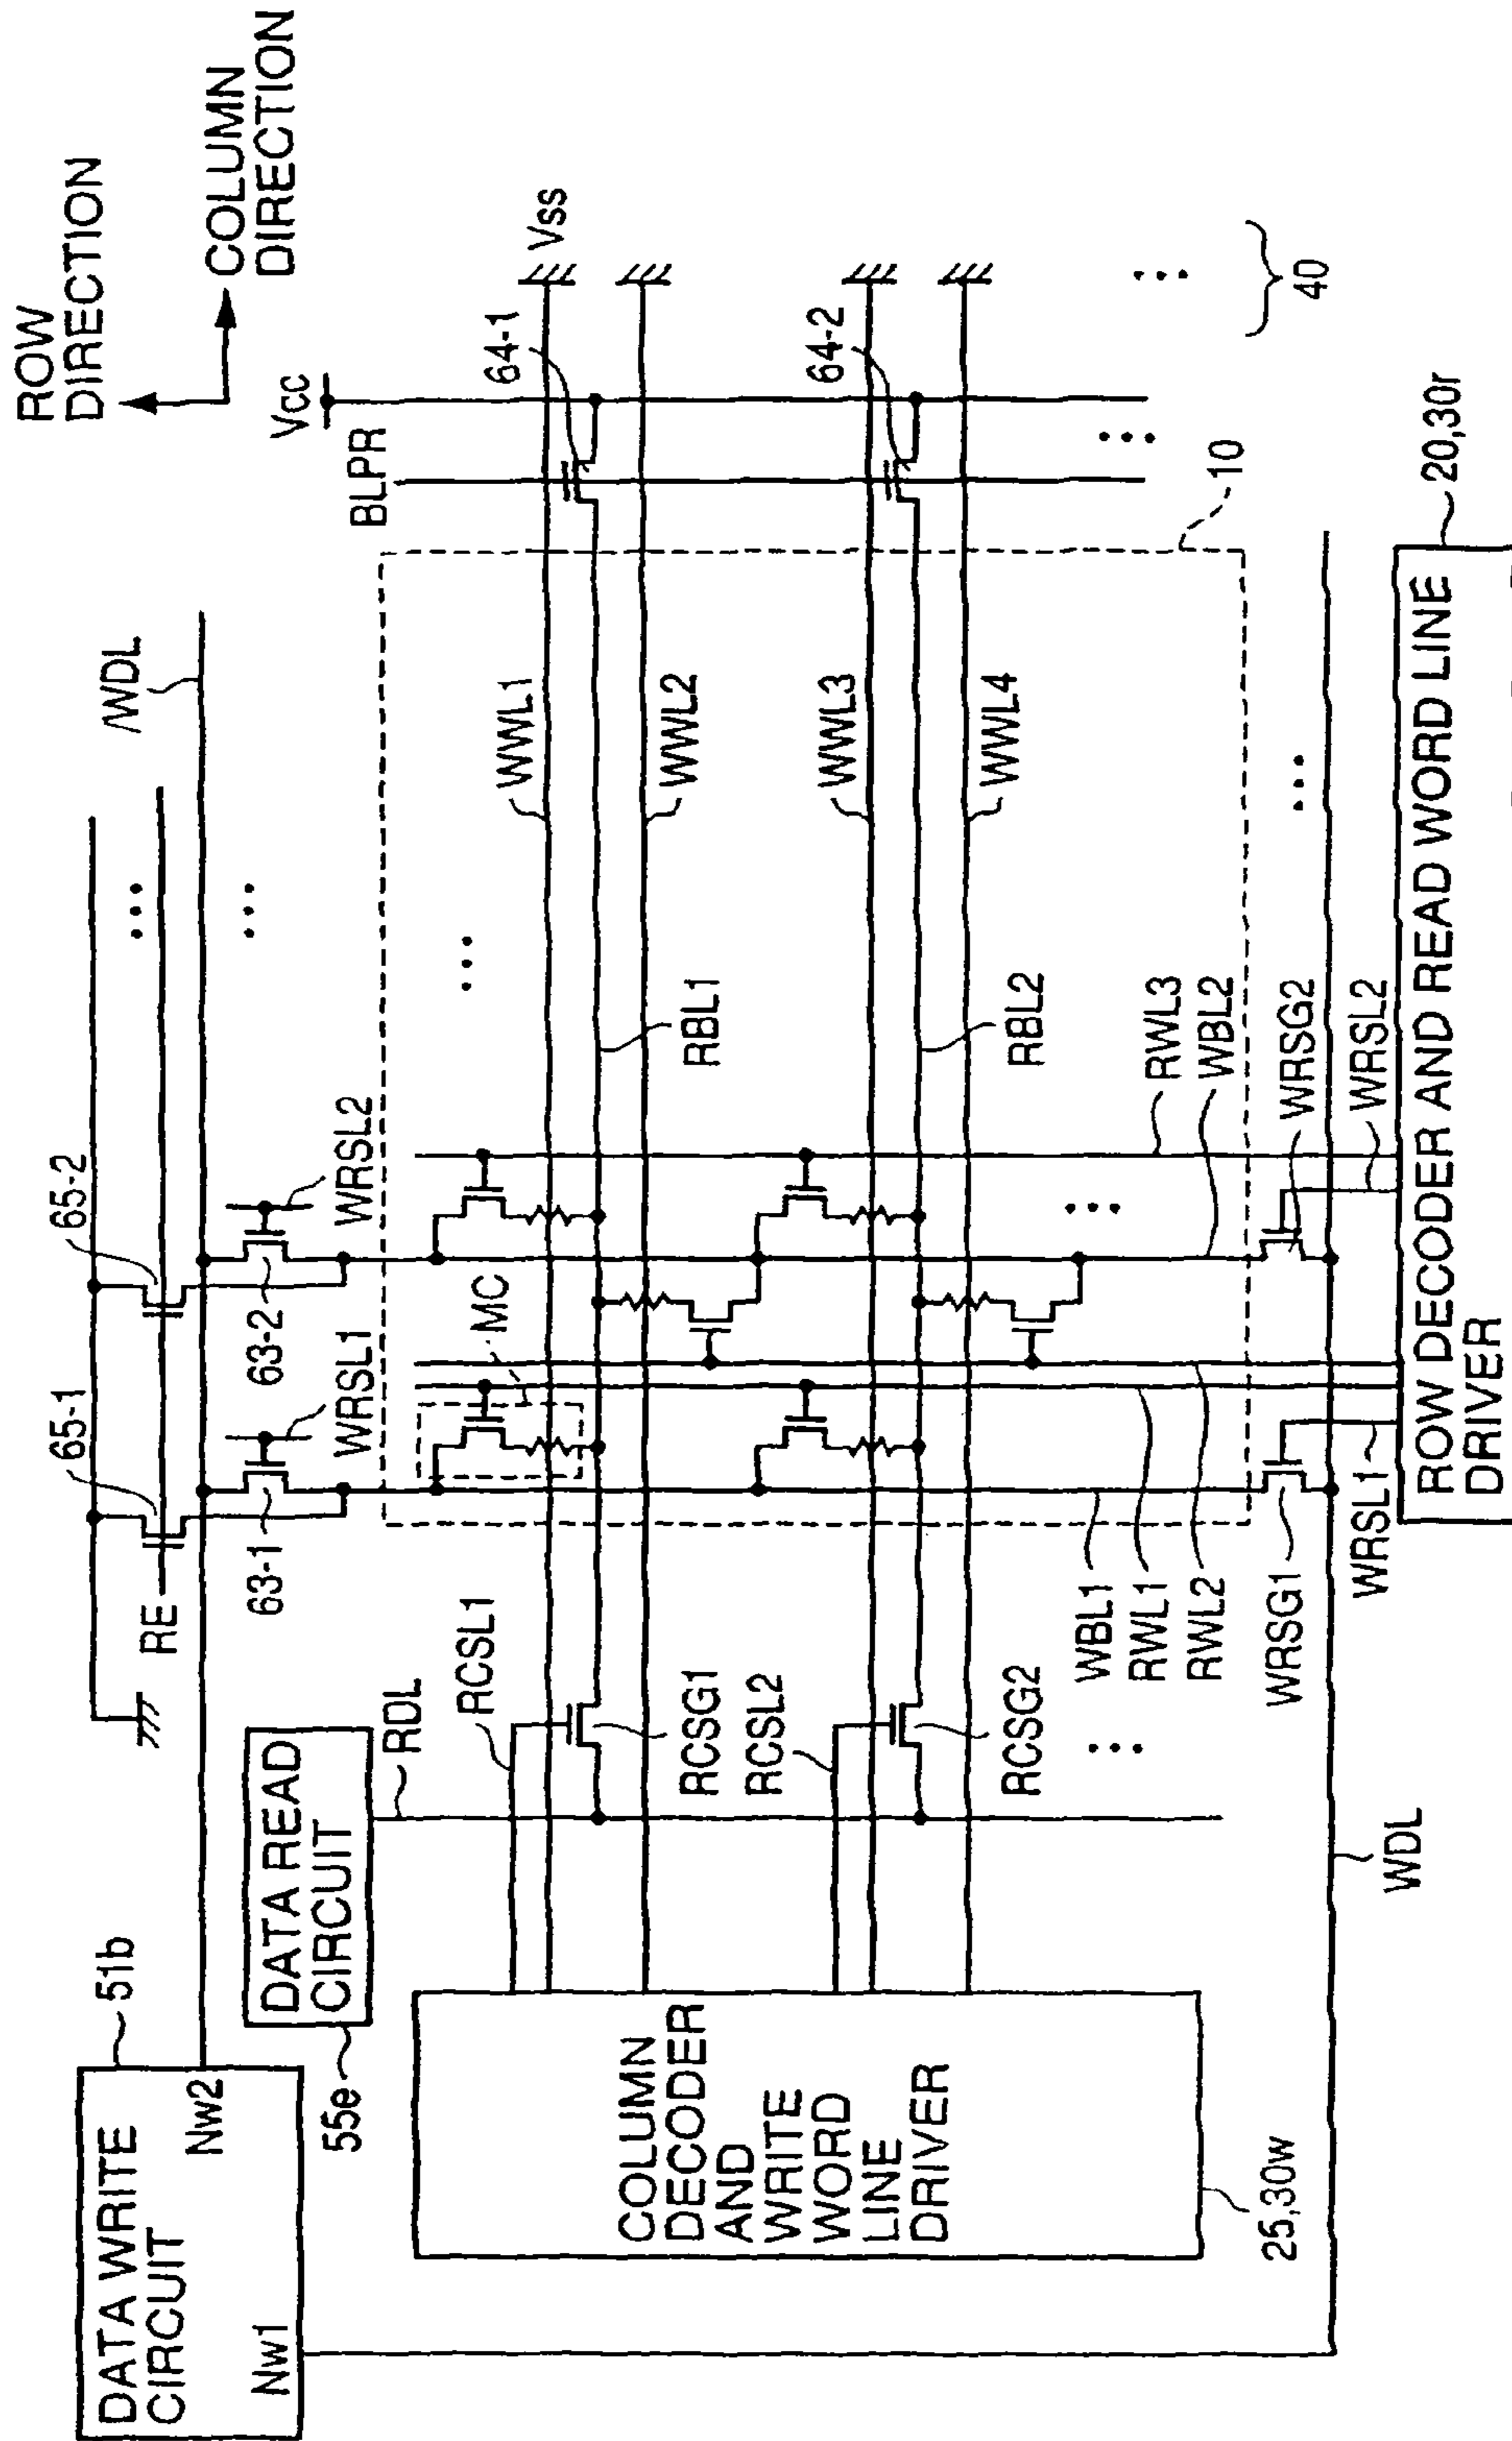 ROW
DIRECTION
COLUMN
DIRECTION
DATA WRITE
CIRCUIT
51b
Nw2
Nw1
65-1
65-2
RE
/WDL
63-1
WRSL1
63-2
WRSL2
DATA READ
CIRCUIT
55e
RDL
Vcc
BLPR
MC
RCSL1
WWL1
64-1
Vss
RCSG1
RBL1
WWL2
COLUMN
DECODER
AND
WRITE
WORD
LINE
DRIVER
RCSL2
WWL3
64-2
RCSG2
RBL2
WWL4
25,30w
WBL1
RWL1
RWL2
RWL3
WBL2
10
40
WRSG1
WRSG2
WRSL1
WRSL2
WDL
20,30r
ROW DECODER AND READ WORD LINE
DRIVER